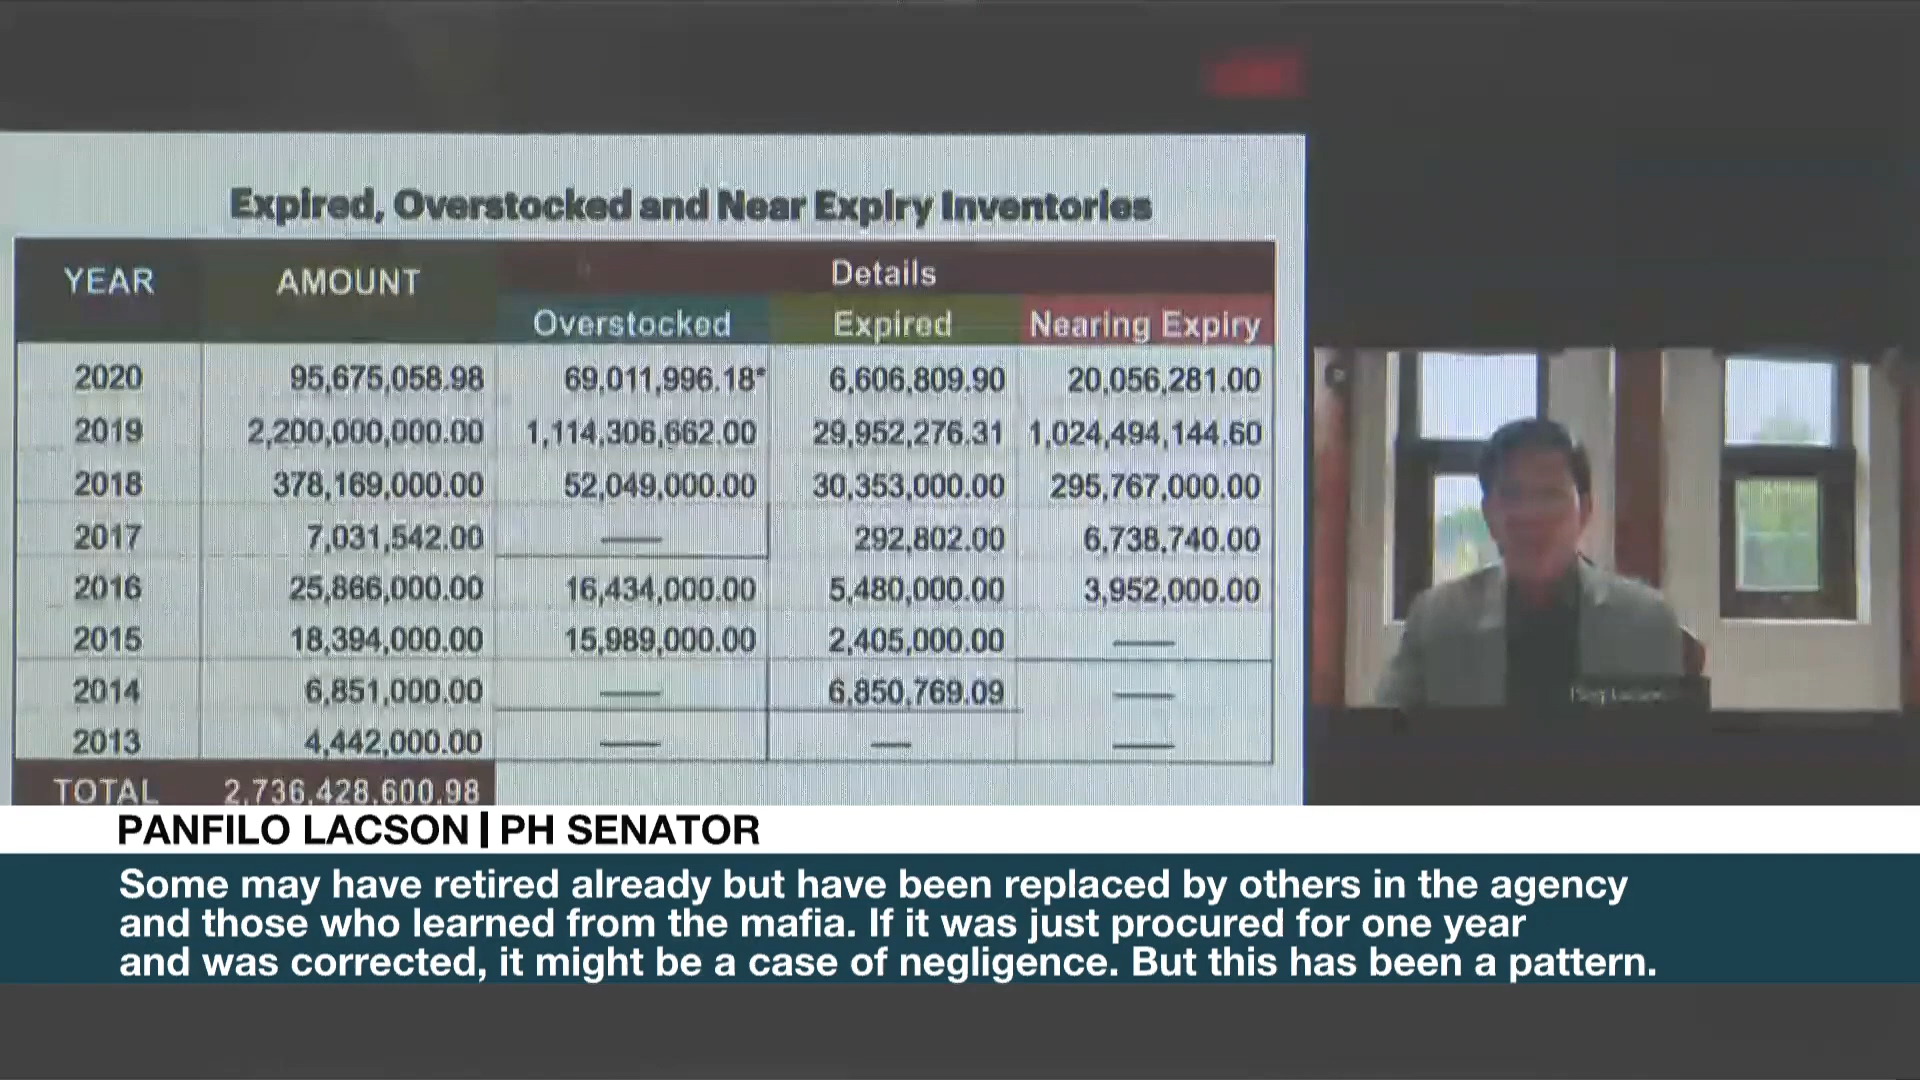 Expired, Overstocked and Near Expiry Inventories
YEAR AMOUNT Details
Overstocked Expired Nearing Expiry
2020 95,675,058.98 69,011,996.18* 6,606,809.90 20,056,281.00
2019 2,200,000,000.00 1,114,306,662.00 29,952,276.31 1,024,494,144.60
2018 378,169,000.00 52,049,000.00 30,353,000.00 295,767,000.00
2017 7,031,542.00 — 292,802.00 6,738,740.00
2016 25,866,000.00 16,434,000.00 5,480,000.00 3,952,000.00
2015 18,394,000.00 15,989,000.00 2,405,000.00 —
2014 6,851,000.00 — 6,850,769.09 —
2013 4,442,000.00 — — —
TOTAL 2,736,428,600.98
PANFILO LACSON | PH SENATOR
Some may have retired already but have been replaced by others in the agency
and those who learned from the mafia. If it was just procured for one year
and was corrected, it might be a case of negligence. But this has been a pattern.